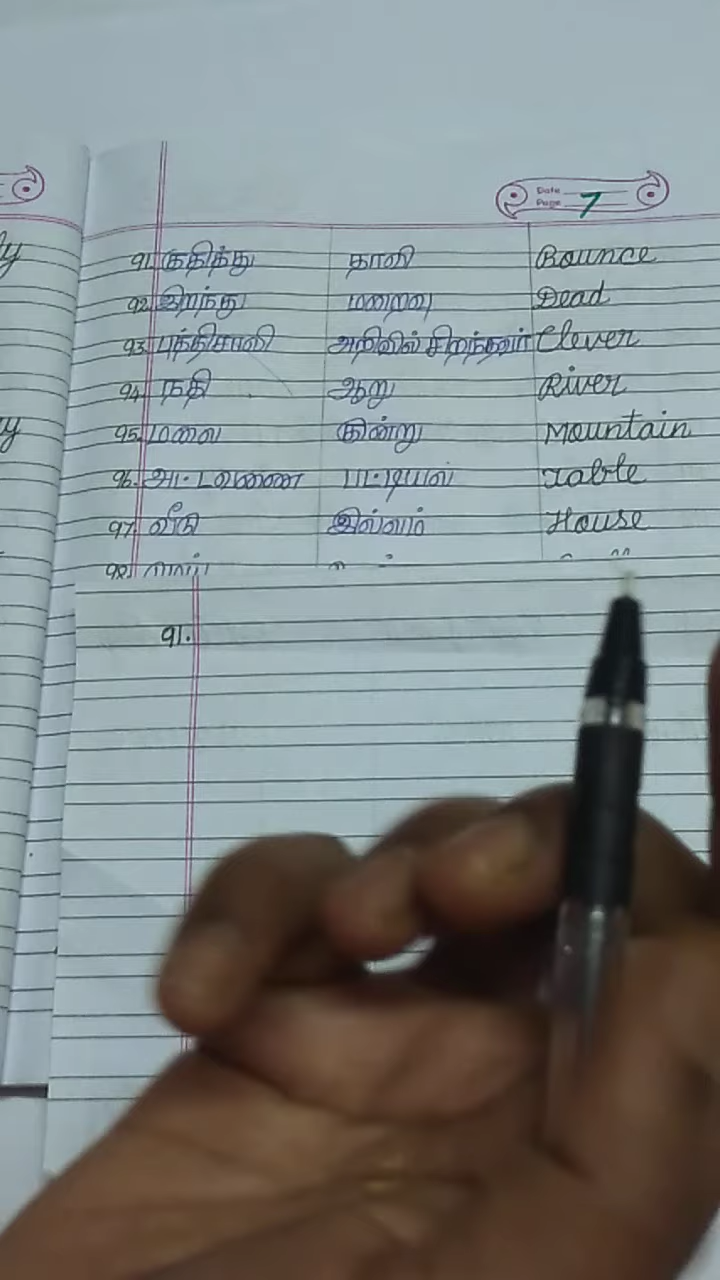 Date
Page 7
91. குதித்து தாவி Bounce
92. இறந்து மறைவு Dead
93. புத்திசாலி அறிவில் சிறந்தவர் Clever
94. நதி ஆறு River
95. மலை குன்று Mountain
96. அட்டவணை பட்டியல் Table
97. வீடு இல்லம் House
98.
91.